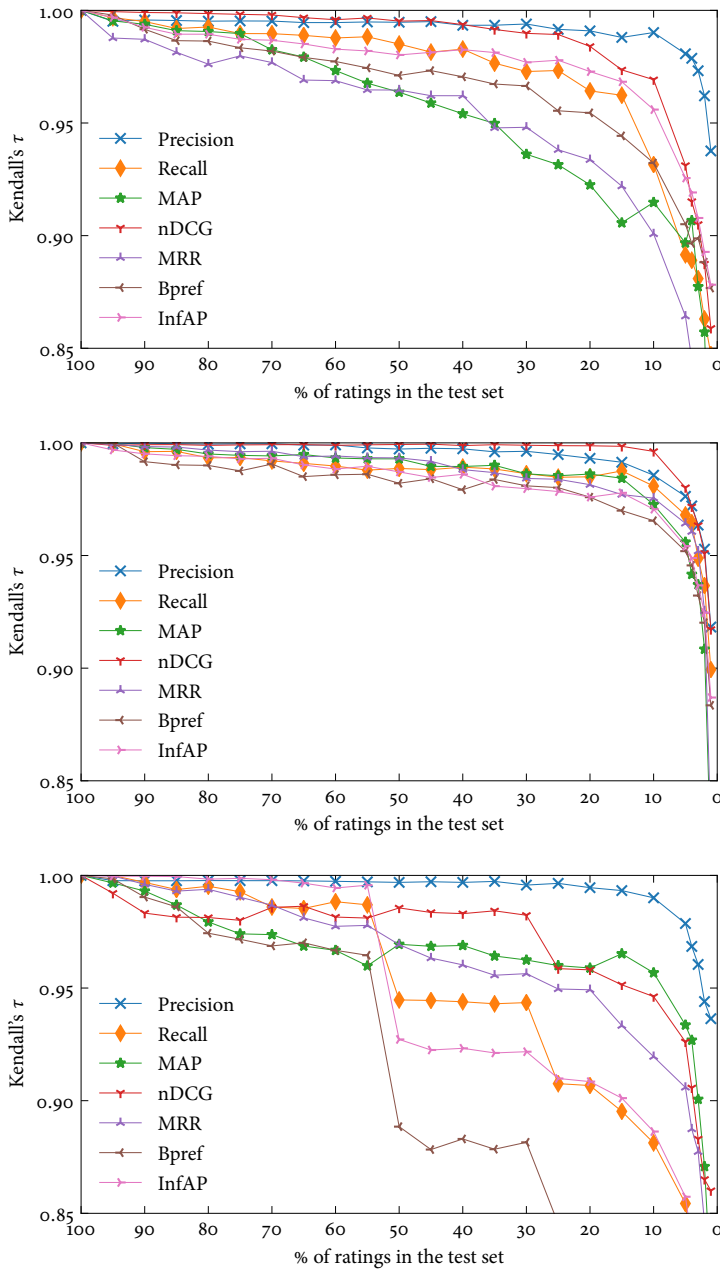 1.00
0.95
0.90
0.85
Kendall's τ
Precision
Recall
MAP
nDCG
MRR
Bpref
InfAP
100 90 80 70 60 50 40 30 20 10 0
% of ratings in the test set
1.00
0.95
0.90
0.85
Kendall's τ
Precision
Recall
MAP
nDCG
MRR
Bpref
InfAP
100 90 80 70 60 50 40 30 20 10 0
% of ratings in the test set
1.00
0.95
0.90
0.85
Kendall's τ
Precision
Recall
MAP
nDCG
MRR
Bpref
InfAP
100 90 80 70 60 50 40 30 20 10 0
% of ratings in the test set